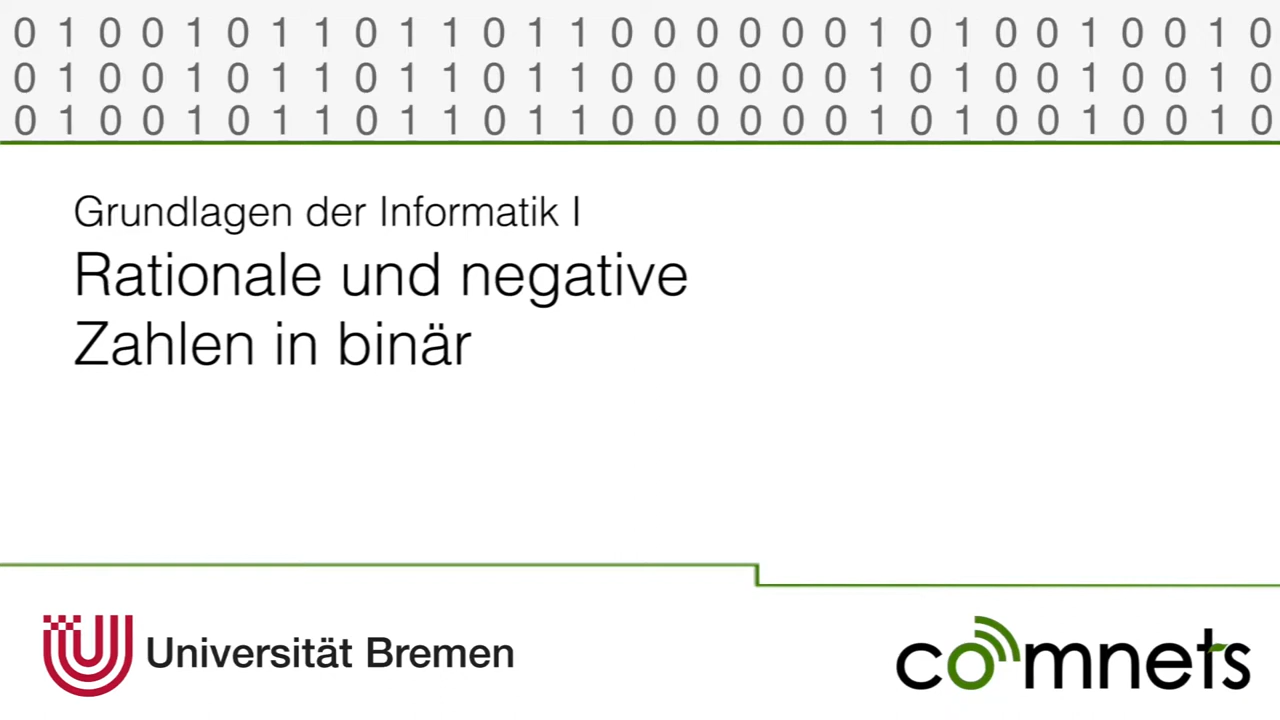 0 1 0 0 1 0 1 1 0 1 1 0 1 1 0 0 0 0 0 0 1 0 1 0 0 1 0 0 1 0
0 1 0 0 1 0 1 1 0 1 1 0 1 1 0 0 0 0 0 0 1 0 1 0 0 1 0 0 1 0
0 1 0 0 1 0 1 1 0 1 1 0 1 1 0 0 0 0 0 0 1 0 1 0 0 1 0 0 1 0
Grundlagen der Informatik I
Rationale und negative
Zahlen in binär
Universität Bremen
comnets